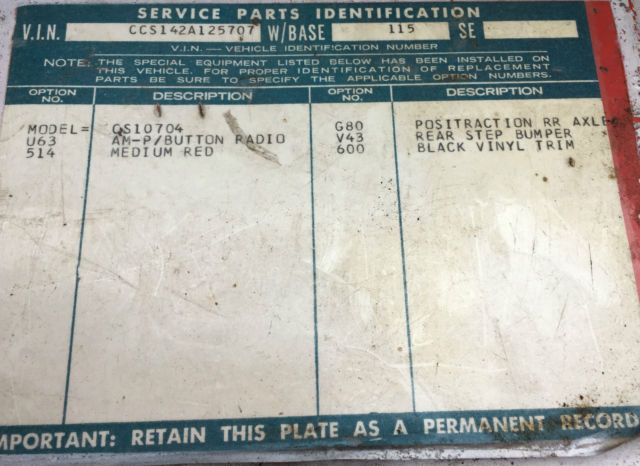 SERVICE PARTS IDENTIFICATION
V.I.N. CCS142A125707 W/BASE 115 SE
V.I.N. — VEHICLE IDENTIFICATION NUMBER
NOTE: THE SPECIAL EQUIPMENT LISTED BELOW HAS BEEN INSTALLED ON
THIS VEHICLE. FOR PROPER IDENTIFICATION OF REPLACEMENT
PARTS BE SURE TO SPECIFY THE APPLICABLE OPTION NUMBERS.
OPTION NO. DESCRIPTION OPTION NO. DESCRIPTION
MODEL= CS10704 G80 POSITRACTION RR AXLE
U63 AM-P/BUTTON RADIO V43 REAR STEP BUMPER
514 MEDIUM RED 600 BLACK VINYL TRIM
MPORTANT: RETAIN THIS PLATE AS A PERMANENT RECORD